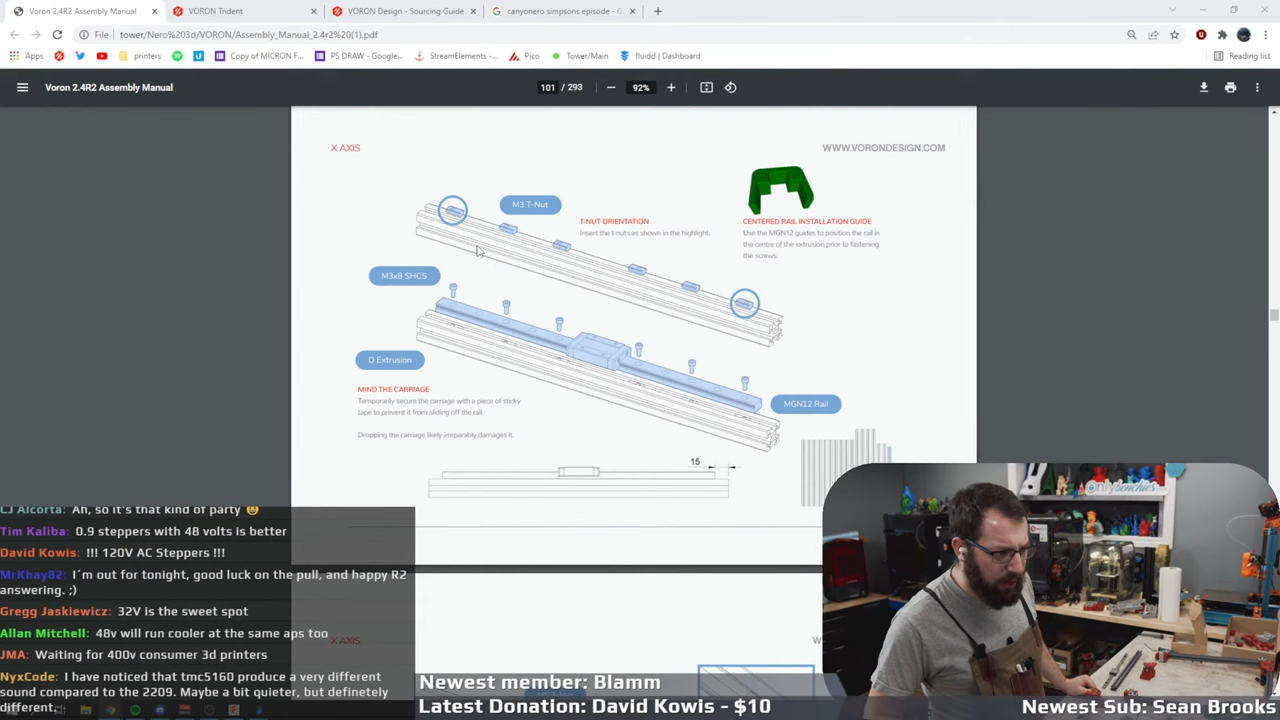 Voron 2.4R2 Assembly Manual
VORON Trident
VORON Design - Sourcing Guide
canyonero simpsons episode - G
File
tower/Nero%203d/VORON/Assembly_Manual_2.4r2%20(1).pdf
Apps
printers
Copy of MICRON F...
PS DRAW - Google...
StreamElements -...
Pico
Tower/Main
fluidd | Google Drive
Reading list
Voron 2.4R2 Assembly Manual
101 / 293
92%
X AXIS
WWW.VORONDESIGN.COM
M3 T-Nut
T-NUT ORIENTATION
Insert the t-nuts as shown in the highlight.
CENTERED RAIL INSTALLATION GUIDE
Use the MGN12 guides to position the rail in
the centre of the extrusion prior to fastening
the screws.
M3x8 SHCS
D Extrusion
MIND THE CARRIAGE
Temporarily secure the carriage with a piece of sticky
tape to prevent it from sliding off the rail.
Dropping the carriage likely irreparably damages it.
MGN12 Rail
15
X AXIS
onlybenchies
CJ Alcorta: Ah, so it's that kind of party
Tim Kaliba: 0.9 steppers with 48 volts is better
David Kowis: !!! 120V AC Steppers !!!
MrKhay82: I´m out for tonight, good luck on the pull, and happy R2
answering. ;)
Gregg Jaskiewicz: 32V is the sweet spot
Allan Mitchell: 48v will run cooler at the same aps too
JMA: Waiting for 400v consumer 3d printers
NyxCode: I have noticed that tmc5160 produce a very different
sound compared to the 2209. Maybe a bit quieter, but definetely
different.
Newest member: Blamm
Latest Donation: David Kowis - $10
Newest Sub: Sean Brooks